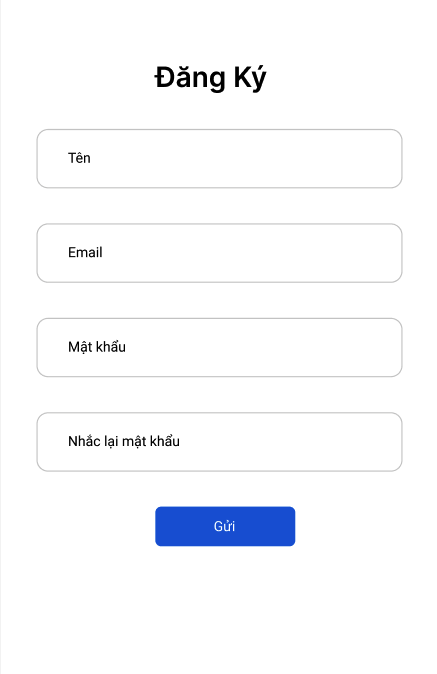 Đăng Ký
Tên
Email
Mật khẩu
Nhắc lại mật khẩu
Gửi